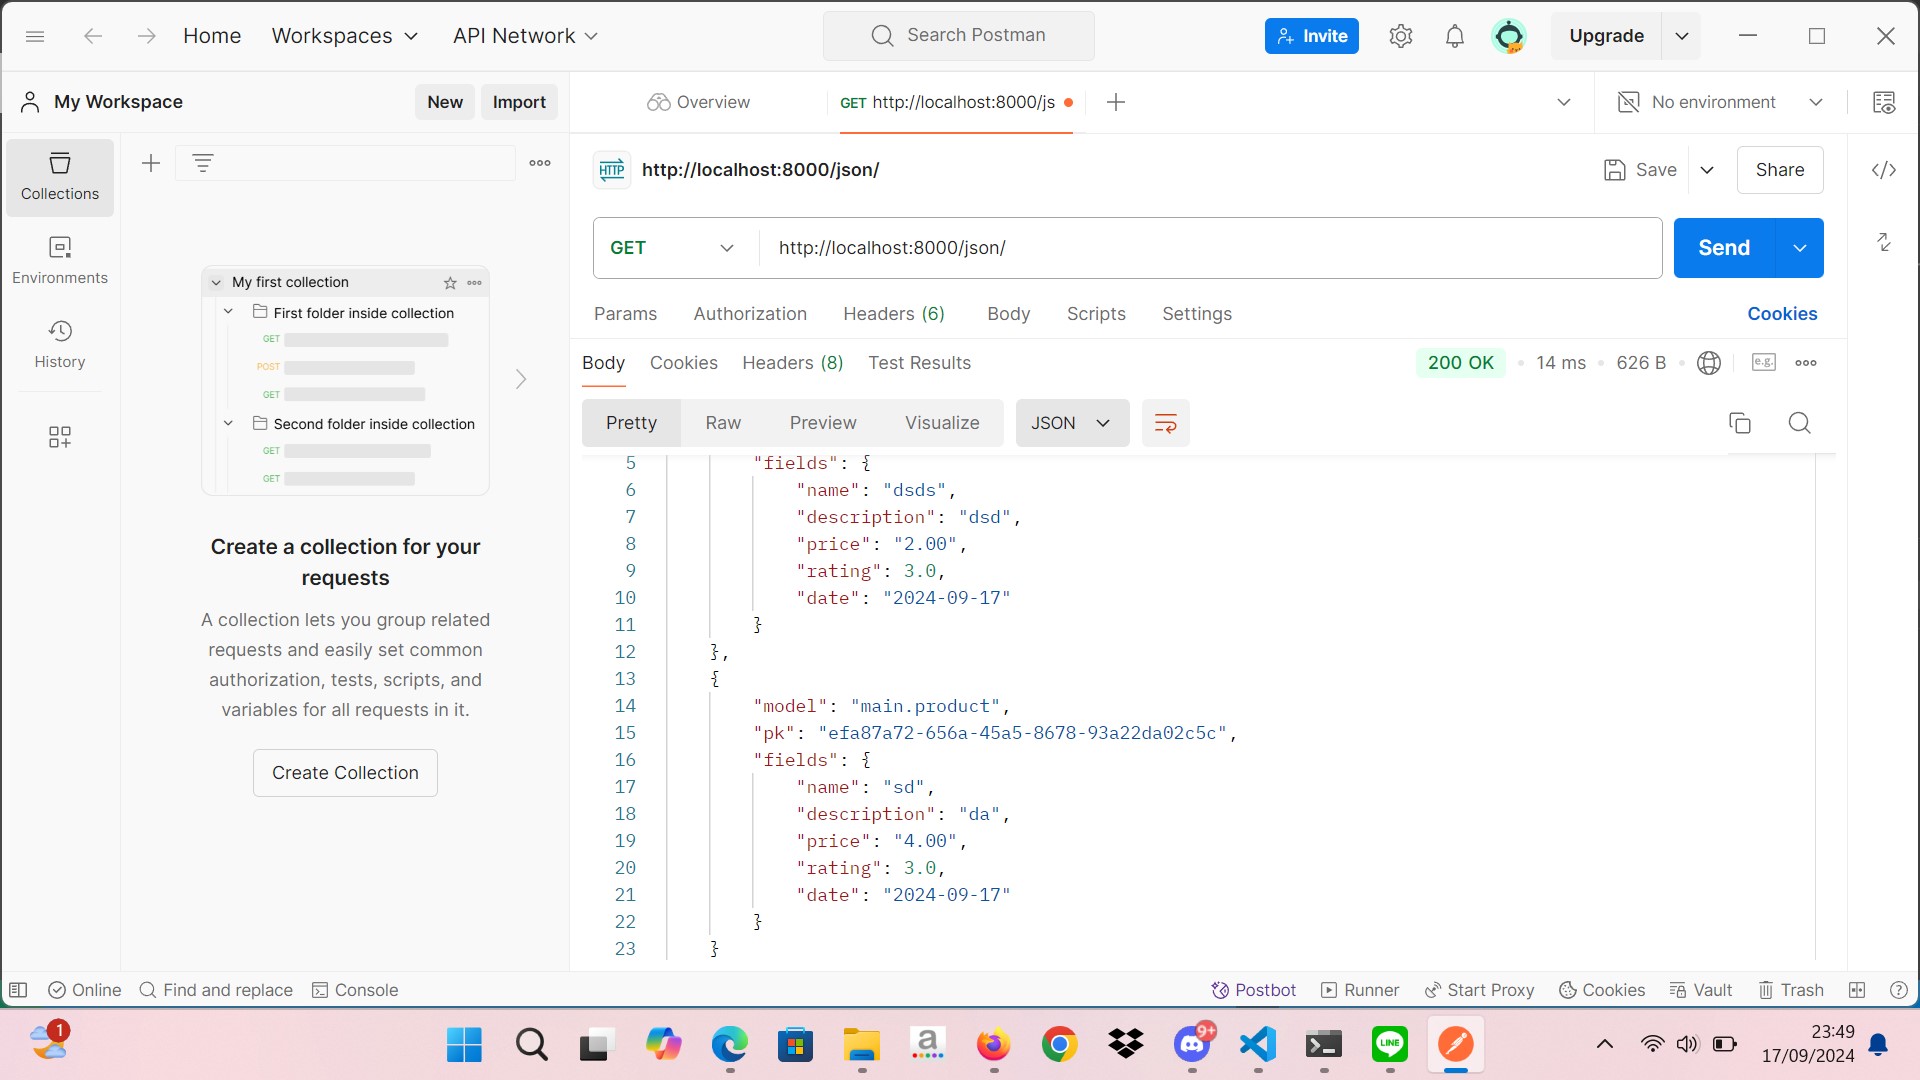 Home Workspaces API Network Search Postman Invite Upgrade
My Workspace New Import Overview GET http://localhost:8000/js No environment
Collections
Environments
History
My first collection
First folder inside collection
GET
POST
GET
Second folder inside collection
GET
GET
Create a collection for your
requests
A collection lets you group related
requests and easily set common
authorization, tests, scripts, and
variables for all requests in it.
Create Collection
HTTP http://localhost:8000/json/ Save Share
GET http://localhost:8000/json/ Send
Params Authorization Headers (6) Body Scripts Settings Cookies
Body Cookies Headers (8) Test Results 200 OK 14 ms 626 B e.g.
Pretty Raw Preview Visualize JSON
5 "fields": {
6 "name": "dsds",
7 "description": "dsd",
8 "price": "2.00",
9 "rating": 3.0,
10 "date": "2024-09-17"
11 }
12 },
13 {
14 "model": "main.product",
15 "pk": "efa87a72-656a-45a5-8678-93a22da02c5c",
16 "fields": {
17 "name": "sd",
18 "description": "da",
19 "price": "4.00",
20 "rating": 3.0,
21 "date": "2024-09-17"
22 }
23 }
Online Find and replace Console Postbot Runner Start Proxy Cookies Vault Trash
1 a 9+ LINE 23:49
17/09/2024